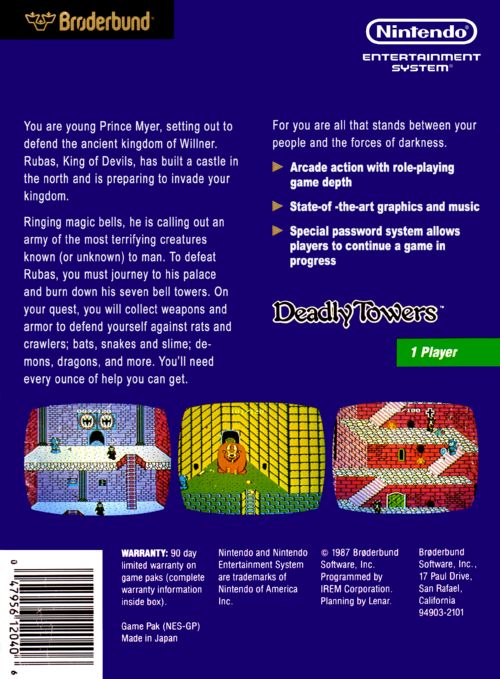 Brøderbund
Nintendo®
ENTERTAINMENT
SYSTEM®
You are young Prince Myer, setting out to
defend the ancient kingdom of Willner.
Rubas, King of Devils, has built a castle in
the north and is preparing to invade your
kingdom.
Ringing magic bells, he is calling out an
army of the most terrifying creatures
known (or unknown) to man. To defeat
Rubas, you must journey to his palace
and burn down his seven bell towers. On
your quest, you will collect weapons and
armor to defend yourself against rats and
crawlers; bats, snakes and slime; de-
mons, dragons, and more. You'll need
every ounce of help you can get.
For you are all that stands between your
people and the forces of darkness.
Arcade action with role-playing
game depth
State-of -the-art graphics and music
Special password system allows
players to continue a game in
progress
Deadly Towers™
1 Player
WARRANTY: 90 day
limited warranty on
game paks (complete
warranty information
inside box).
Game Pak (NES-GP)
Made in Japan
Nintendo and Nintendo
Entertainment System
are trademarks of
Nintendo of America
Inc.
© 1987 Brøderbund
Software, Inc.
Programmed by
IREM Corporation.
Planning by Lenar.
Brøderbund
Software, Inc.,
17 Paul Drive,
San Rafael,
California
94903-2101
0 47956 12040 6